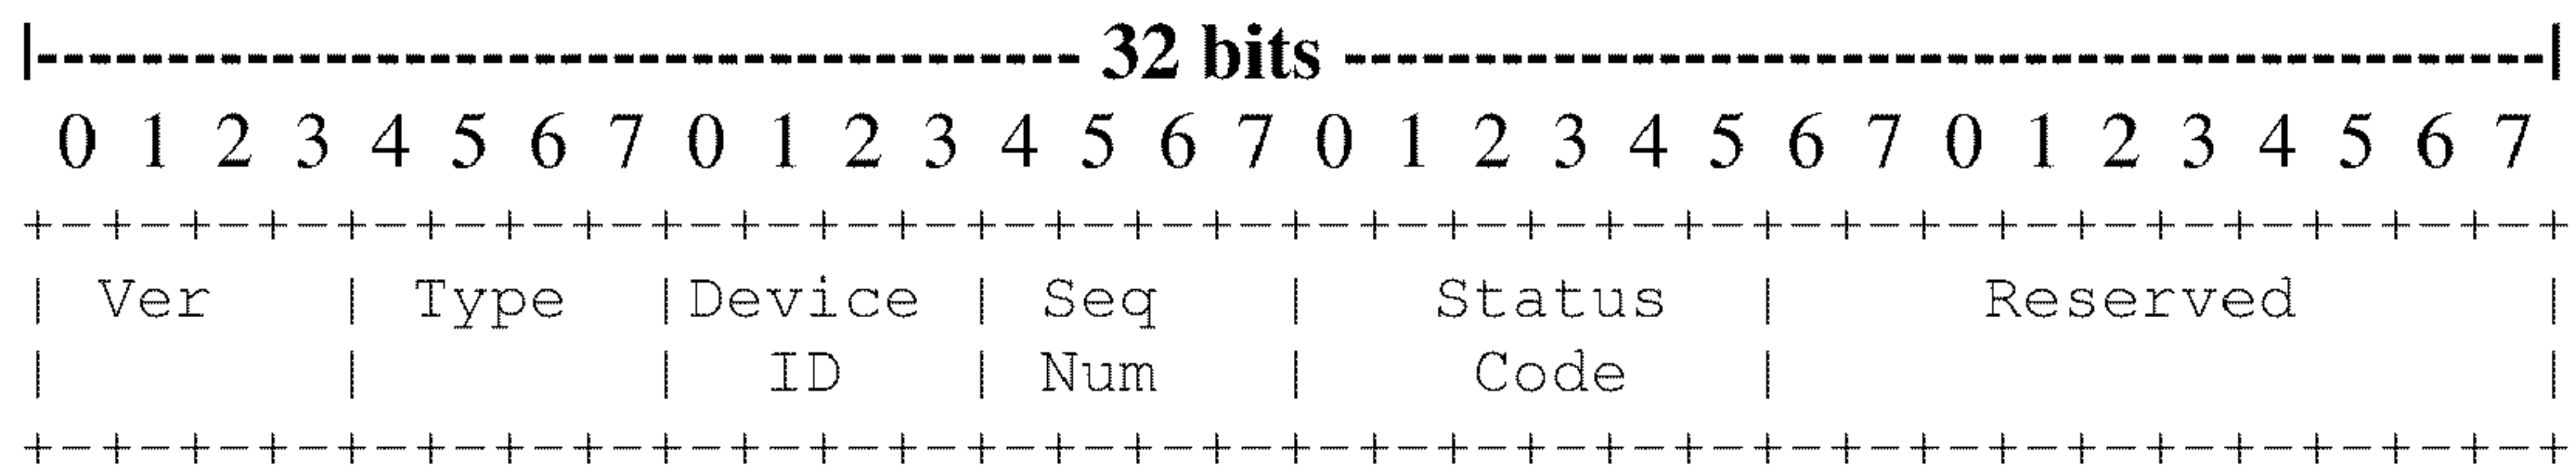 |---------------------------------------- 32 bits ----------------------------------------------|
0 1 2 3 4 5 6 7 0 1 2 3 4 5 6 7 0 1 2 3 4 5 6 7 0 1 2 3 4 5 6 7
+-+-+-+-+-+-+-+-+-+-+-+-+-+-+-+-+-+-+-+-+-+-+-+-+-+-+-+-+-+-+-+-+
| Ver   | Type  |Device | Seq   |   Status  |     Reserved      |
|       |       |  ID   | Num   |    Code   |                   |
+-+-+-+-+-+-+-+-+-+-+-+-+-+-+-+-+-+-+-+-+-+-+-+-+-+-+-+-+-+-+-+-+